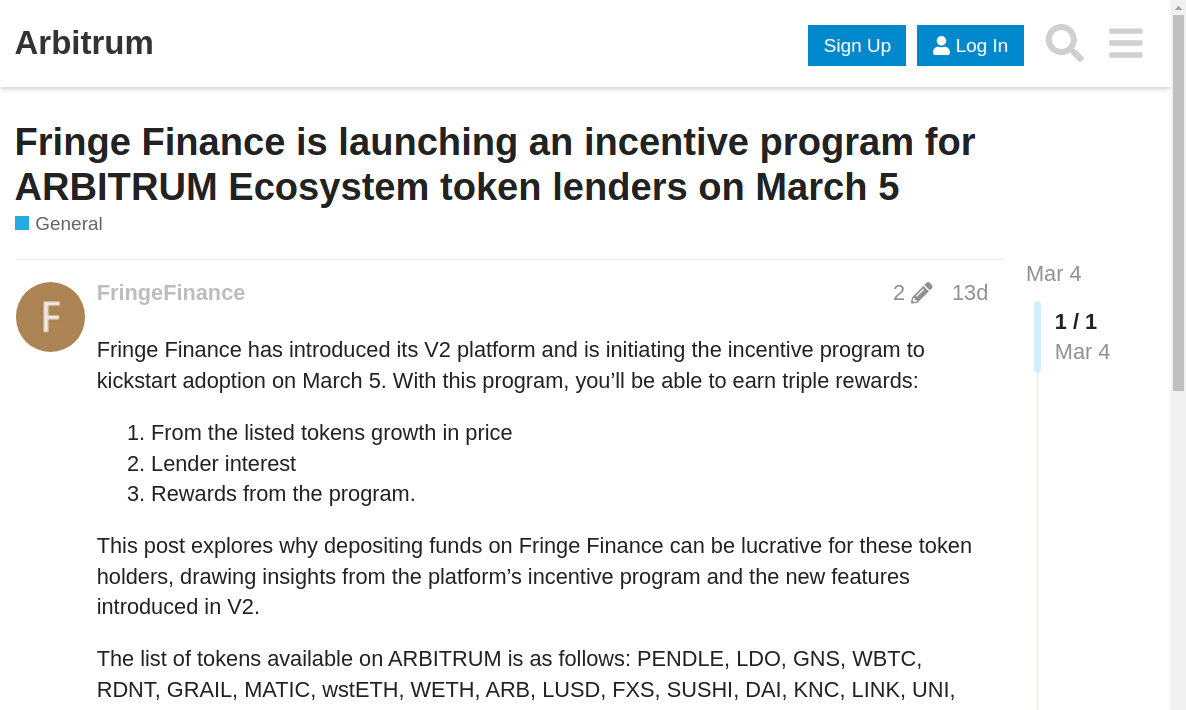 Arbitrum
Sign Up
Log In
Fringe Finance is launching an incentive program for
ARBITRUM Ecosystem token lenders on March 5
General
Mar 4
FringeFinance
2
13d
1 / 1
Mar 4
Fringe Finance has introduced its V2 platform and is initiating the incentive program to
kickstart adoption on March 5. With this program, you’ll be able to earn triple rewards:
1. From the listed tokens growth in price
2. Lender interest
3. Rewards from the program.
This post explores why depositing funds on Fringe Finance can be lucrative for these token
holders, drawing insights from the platform’s incentive program and the new features
introduced in V2.
The list of tokens available on ARBITRUM is as follows: PENDLE, LDO, GNS, WBTC,
RDNT, GRAIL, MATIC, wstETH, WETH, ARB, LUSD, FXS, SUSHI, DAI, KNC, LINK, UNI,